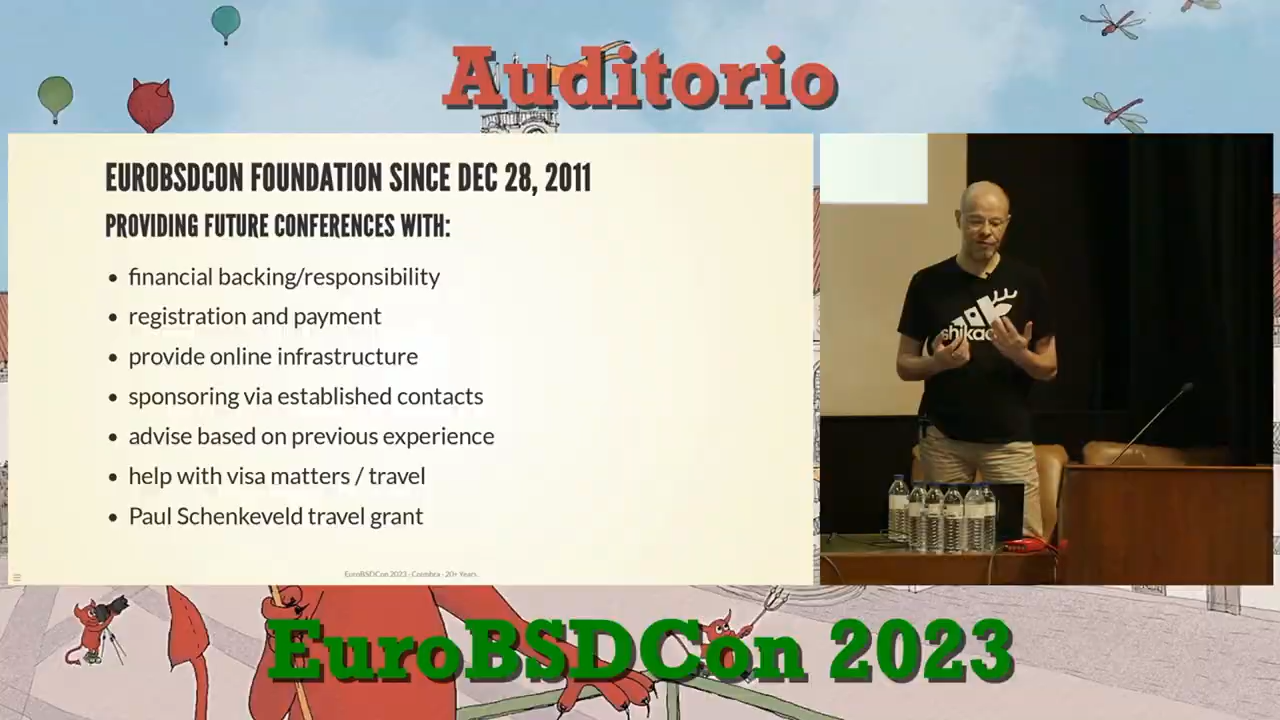 Auditorio
EUROBSDCON FOUNDATION SINCE DEC 28, 2011
PROVIDING FUTURE CONFERENCES WITH:
• financial backing/responsibility
• registration and payment
• provide online infrastructure
• sponsoring via established contacts
• advise based on previous experience
• help with visa matters / travel
• Paul Schenkeveld travel grant
EuroBSDCon 2023 - Coimbra - 20+ Years
EuroBSDCon 2023